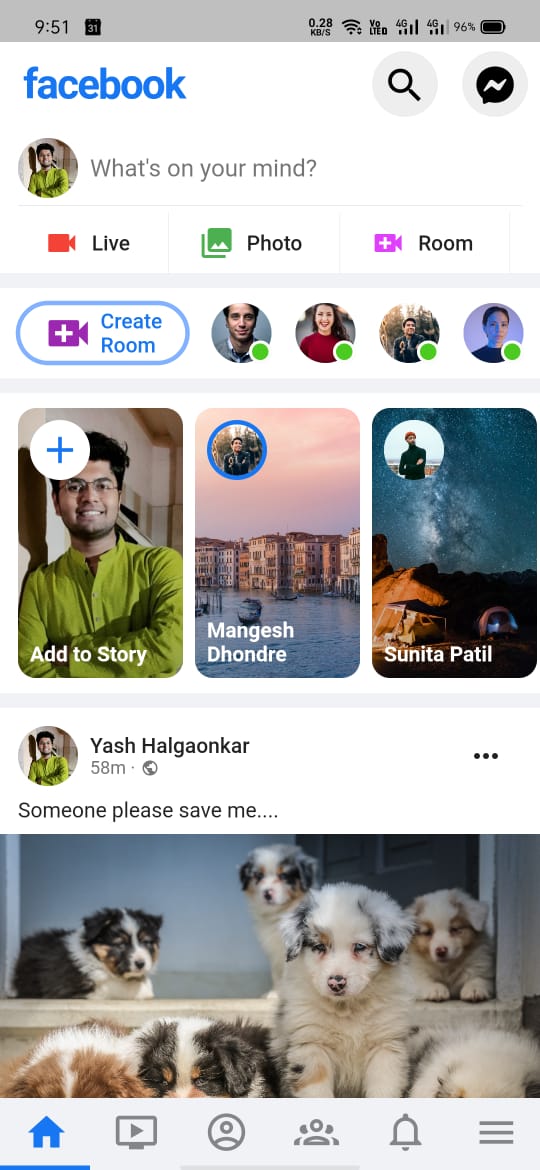 9:51 31 0.28 KB/S Vo LTED 4G 4G 96%
facebook
What's on your mind?
Live Photo Room
Create
Room
Mangesh
Dhondre
Add to Story Sunita Patil
Yash Halgaonkar
58m ·
Someone please save me....